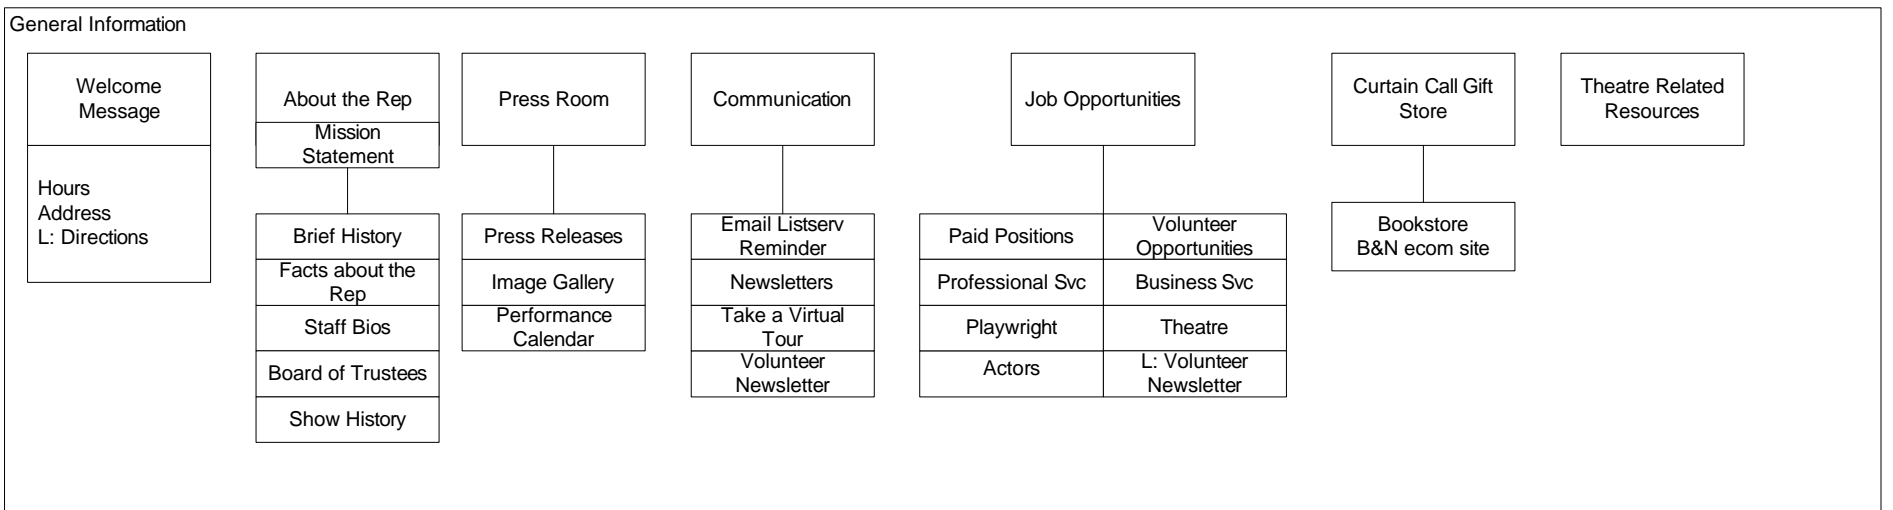 General Information
Welcome
Message
Hours
Address
L: Directions
About the Rep
Mission
Statement
Brief History
Facts about the
Rep
Staff Bios
Board of Trustees
Show History
Press Room
Press Releases
Image Gallery
Performance
Calendar
Communication
Email Listserv
Reminder
Newsletters
Take a Virtual
Tour
Volunteer
Newsletter
Job Opportunities
Paid Positions
Professional Svc
Playwright
Actors
Volunteer
Opportunities
Business Svc
Theatre
L: Volunteer
Newsletter
Curtain Call Gift
Store
Bookstore
B&N ecom site
Theatre Related
Resources